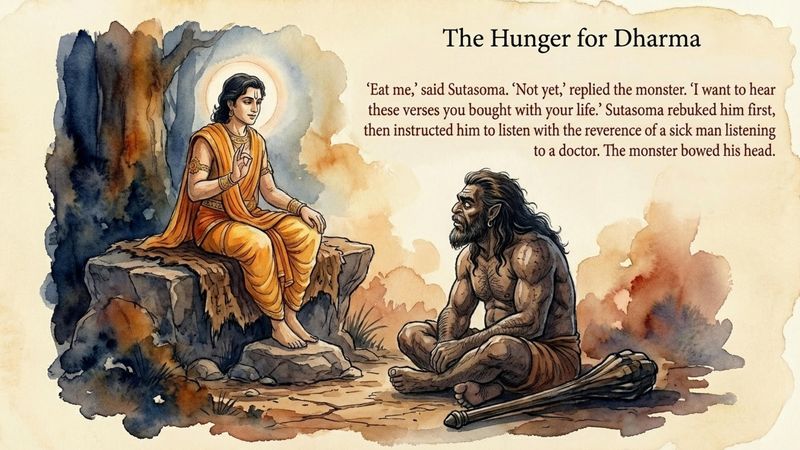 The Hunger for Dharma
‘Eat me,’ said Sutasoma. ‘Not yet,’ replied the monster. ‘I want to hear
these verses you bought with your life.’ Sutasoma rebuked him first,
then instructed him to listen with the reverence of a sick man listening
to a doctor. The monster bowed his head.